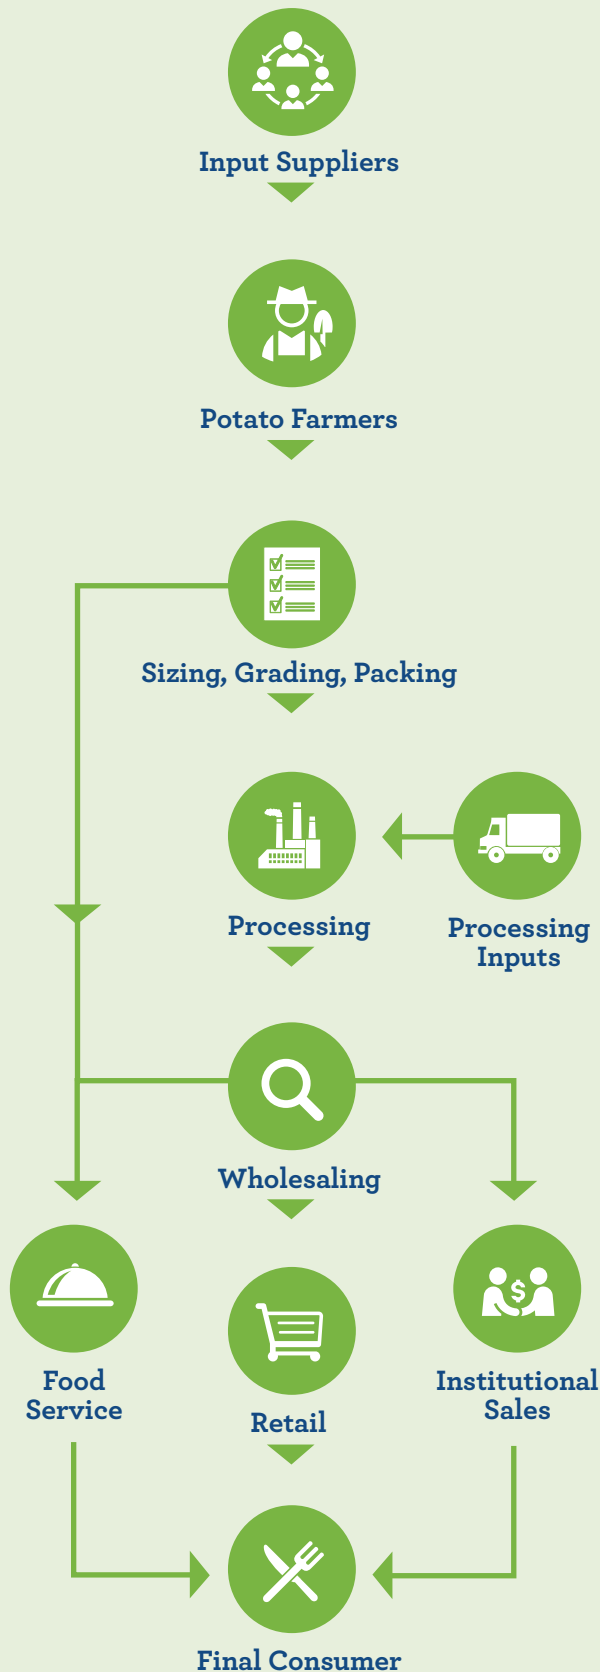 Input Suppliers
Potato Farmers
Sizing, Grading, Packing
Processing
Processing
Inputs
Wholesaling
Food
Service
Retail
Institutional
Sales
$
Final Consumer